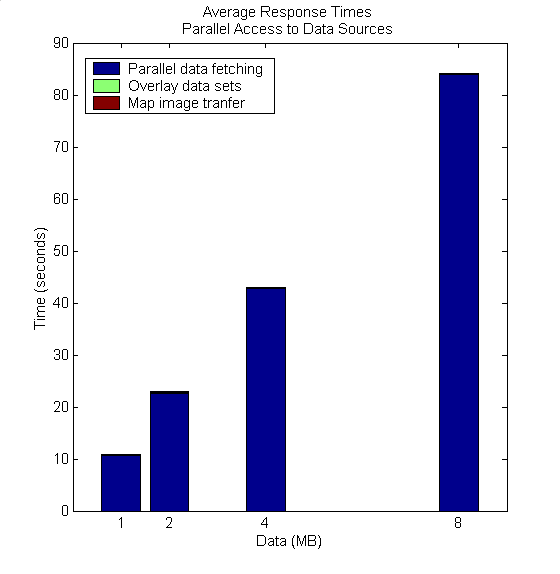 Average Response Times
Parallel Access to Data Sources
90
80
70
60
50
40
30
20
10
0
Parallel data fetching
Overlay data sets
Map image tranfer
Time (seconds)
1 2 4 8
Data (MB)